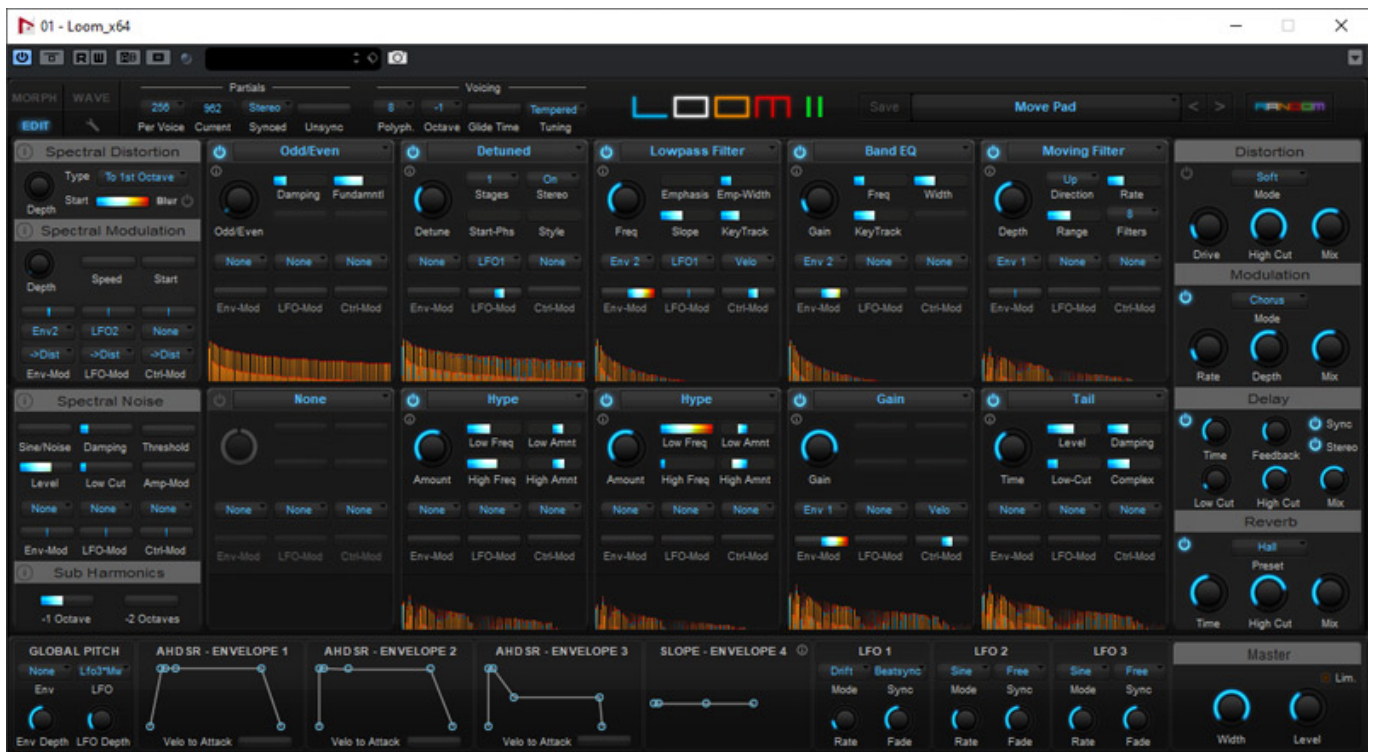 01 - Loom_x64
R W
MORPH WAVE
EDIT
Partials
256 962 Stereo
Per Voice Current Synced Unsync
Voicing
8 -1 Tempered
Polyph. Octave Glide Time Tuning
LOOM II
Save
Move Pad
< >
RANDOM
Spectral Distortion
Type To 1st Octave
Start Blur
Depth
Spectral Modulation
Depth Speed Start
Env2 LFO2 None
->Dist ->Dist ->Dist
Env-Mod LFO-Mod Ctrl-Mod
Odd/Even
Damping Fundamntl
Odd/Even
None None None
Env-Mod LFO-Mod Ctrl-Mod
Detuned
1 On
Stages Stereo
Detune Start-Phs Style
None LFO1 None
Env-Mod LFO-Mod Ctrl-Mod
Lowpass Filter
Emphasis Emp-Width
Freq Slope KeyTrack
Env 2 LFO1 Velo
Env-Mod LFO-Mod Ctrl-Mod
Band EQ
Freq Width
Gain KeyTrack
Env 2 None None
Env-Mod LFO-Mod Ctrl-Mod
Moving Filter
Up
Direction Rate
8
Depth Range Filters
Env 1 None None
Env-Mod LFO-Mod Ctrl-Mod
Distortion
Soft
Mode
Drive High Cut Mix
Modulation
Chorus
Mode
Rate Depth Mix
Spectral Noise
Sine/Noise Damping Threshold
Level Low Cut Amp-Mod
None None None
Env-Mod LFO-Mod Ctrl-Mod
Sub Harmonics
-1 Octave -2 Octaves
None
None None None
Env-Mod LFO-Mod Ctrl-Mod
Hype
Low Freq Low Amnt
Amount High Freq High Amnt
None None None
Env-Mod LFO-Mod Ctrl-Mod
Hype
Low Freq Low Amnt
Amount High Freq High Amnt
None None None
Env-Mod LFO-Mod Ctrl-Mod
Gain
Gain
Env 1 None Velo
Env-Mod LFO-Mod Ctrl-Mod
Tail
Level Damping
Time Low-Cut Complex
None None None
Env-Mod LFO-Mod Ctrl-Mod
Delay
Sync
Time Feedback Stereo
Low Cut High Cut Mix
Reverb
Hall
Preset
Time High Cut Mix
GLOBAL PITCH
None Lfo3*Mw
Env LFO
Env Depth LFO Depth
AHDSR - ENVELOPE 1
Velo to Attack
AHDSR - ENVELOPE 2
Velo to Attack
AHDSR - ENVELOPE 3
Velo to Attack
SLOPE - ENVELOPE 4
LFO 1
Drift Beatsync
Mode Sync
Rate Fade
LFO 2
Sine Free
Mode Sync
Rate Fade
LFO 3
Sine Free
Mode Sync
Rate Fade
Master
Lim.
Width Level